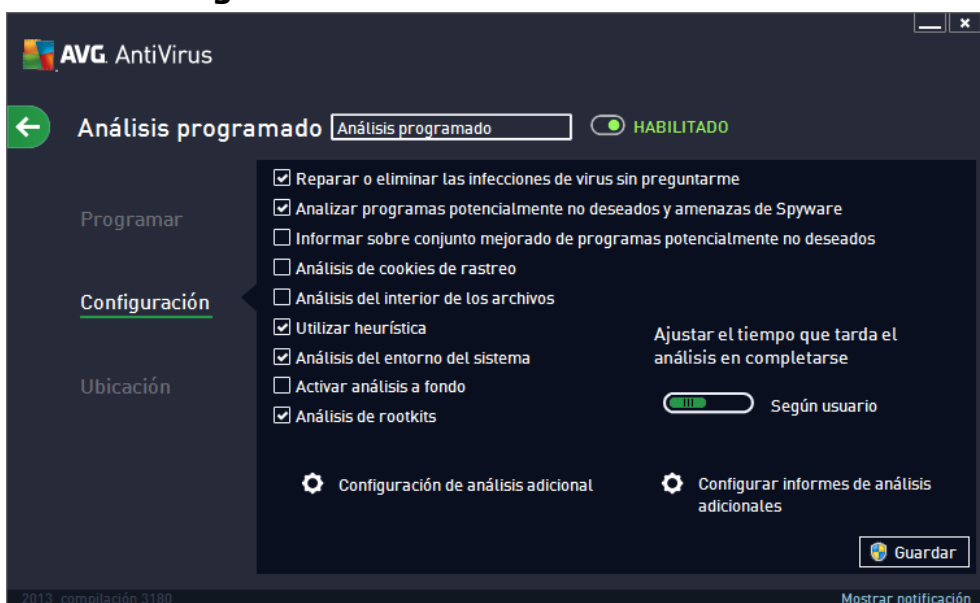 AVG. AntiVirus
Análisis programado Análisis programado HABILITADO
Programar
Configuración
Ubicación
Reparar o eliminar las infecciones de virus sin preguntarme
Analizar programas potencialmente no deseados y amenazas de Spyware
Informar sobre conjunto mejorado de programas potencialmente no deseados
Análisis de cookies de rastreo
Análisis del interior de los archivos
Utilizar heurística
Análisis del entorno del sistema
Activar análisis a fondo
Análisis de rootkits
Ajustar el tiempo que tarda el
análisis en completarse
Según usuario
Configuración de análisis adicional
Configurar informes de análisis
adicionales
Guardar
2013 compilación 3180
Mostrar notificación